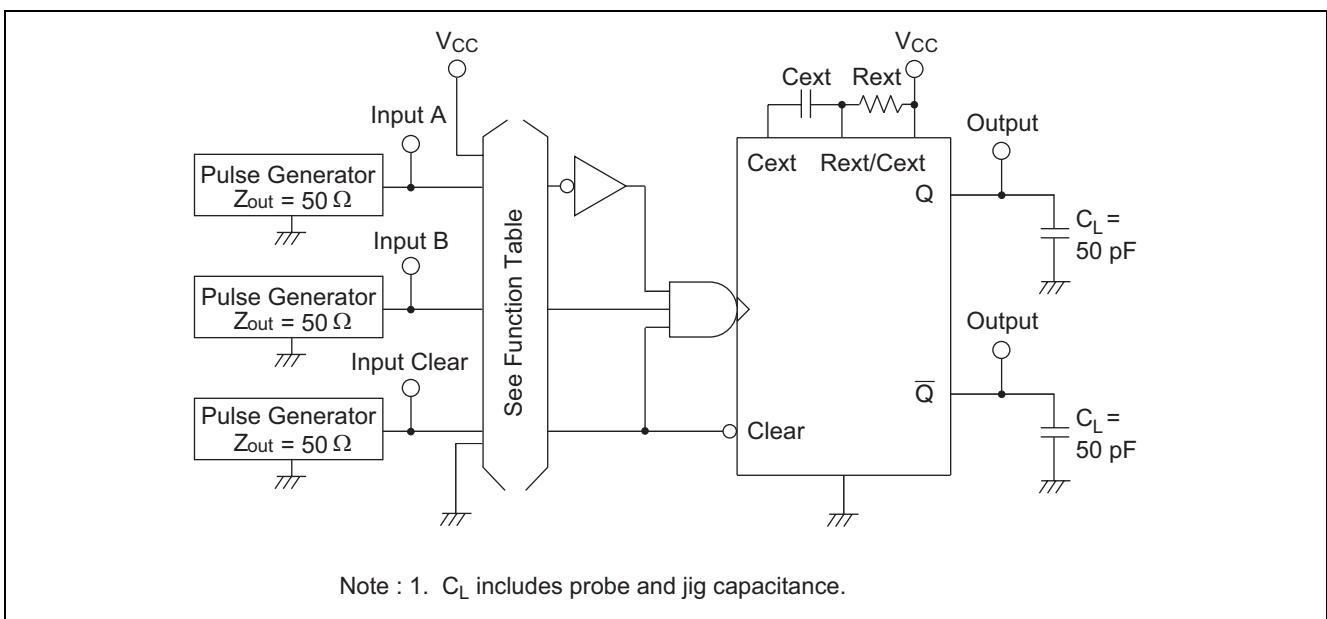 VCC
VCC
Cext Rext
Input A
Output
Pulse Generator
Zout = 50 Ω
Cext Rext/Cext
Q
CL =
50 pF
Input B
See Function Table
Pulse Generator
Zout = 50 Ω
Output
Input Clear
Q̅
Pulse Generator
Zout = 50 Ω
Clear
CL =
50 pF
Note : 1. CL includes probe and jig capacitance.